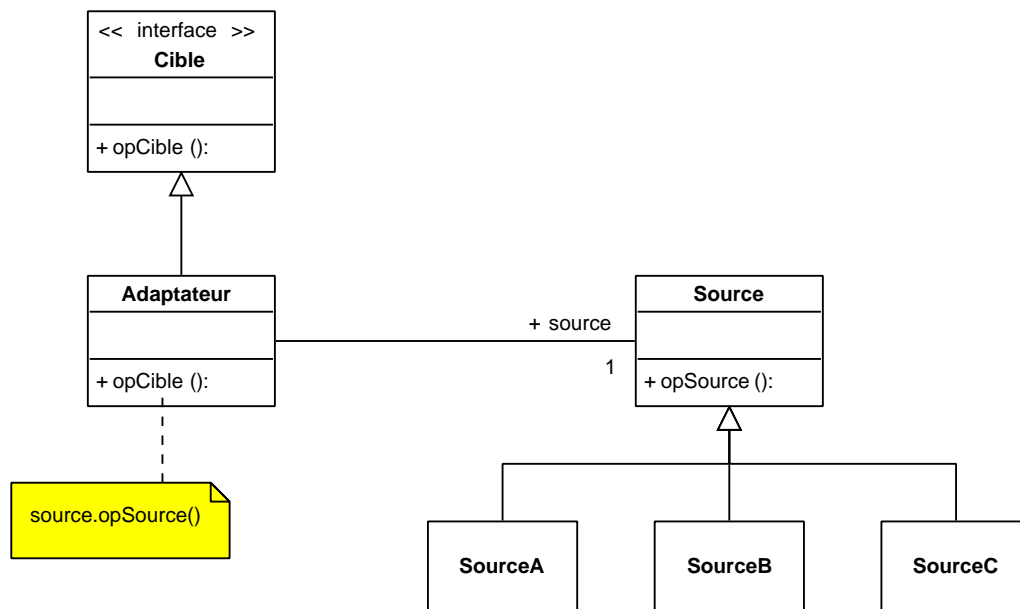 << interface >>
Cible
+ opCible ():
Adaptateur
+ opCible ():
+ source
1
Source
+ opSource ():
source.opSource()
SourceA
SourceB
SourceC